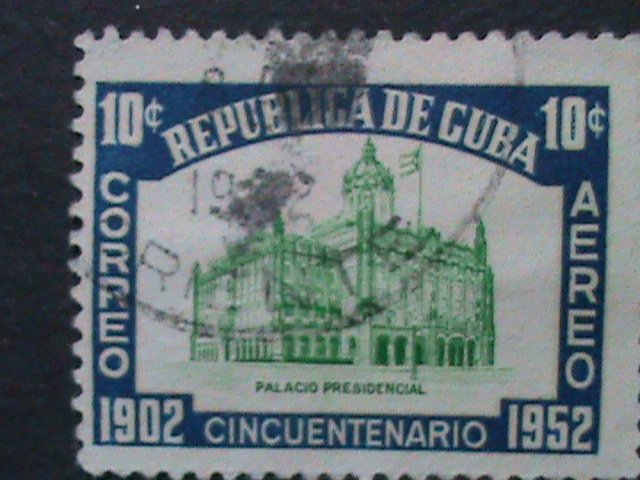 10¢ REPUBLICA DE CUBA 10¢
CORREO
AEREO
PALACIO PRESIDENCIAL
1902 CINCUENTENARIO 1952